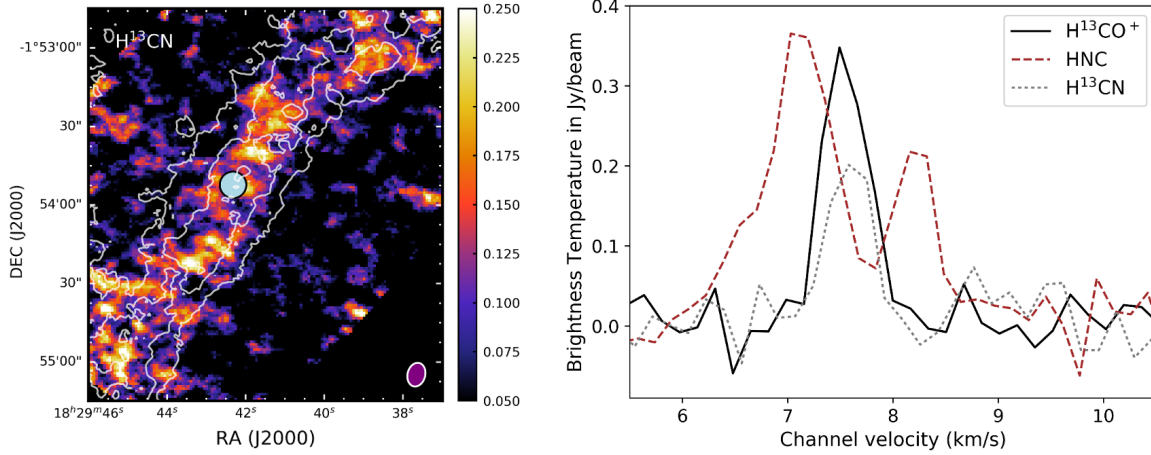 H¹³CN
-1°53'00"
30"
54'00"
30"
55'00"
DEC (J2000)
18ʰ29ᵐ46ˢ
44ˢ
42ˢ
40ˢ
38ˢ
RA (J2000)
0.250
0.225
0.200
0.175
0.150
0.125
0.100
0.075
0.050
Brightness Temperature in Jy/beam
0.4
0.3
0.2
0.1
0.0
H¹³CO⁺
HNC
H¹³CN
6
7
8
9
10
Channel velocity (km/s)